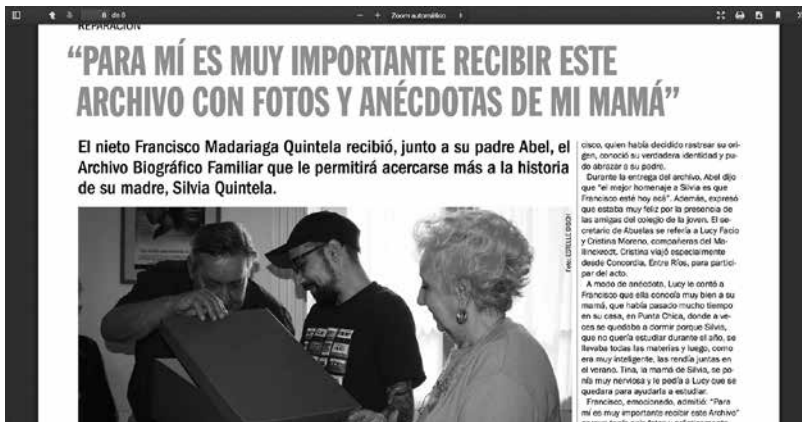 8 de 8
Zoom automático
REPARACIÓN
“PARA MÍ ES MUY IMPORTANTE RECIBIR ESTE
ARCHIVO CON FOTOS Y ANÉCDOTAS DE MI MAMÁ”
El nieto Francisco Madariaga Quintela recibió, junto a su padre Abel, el
Archivo Biográfico Familiar que le permitirá acercarse más a la historia
de su madre, Silvia Quintela.
cisco, quien había decidido rastrear su ori-
gen, conoció su verdadera identidad y pu-
do abrazar a su padre.
Durante la entrega del archivo, Abel dijo
que “el mejor homenaje a Silvia es que
Francisco esté hoy acá”. Además, expresó
que estaba muy feliz por la presencia de
las amigas del colegio de la joven. El se-
cretario de Abuelas se refería a Lucy Facio
y Cristina Moreno, compañeras del Ma-
llinckrodt. Cristina viajó especialmente
desde Concordia, Entre Ríos, para partici-
par del acto.
A modo de anécdota, Lucy le contó a
Francisco que ella conocía muy bien a su
mamá, que había pasado mucho tiempo
en su casa, en Punta Chica, donde a ve-
ces se quedaba a dormir porque Silvia,
que no quería estudiar durante el año, se
llevaba todas las materias y luego, como
era muy inteligente, las rendía juntas en
el verano. Tina, la mamá de Silvia, se po-
nía muy nerviosa y le pedía a Lucy que se
quedara para ayudarla a estudiar.
Francisco, emocionado, admitió: “Para
mí es muy importante recibir este Archivo”